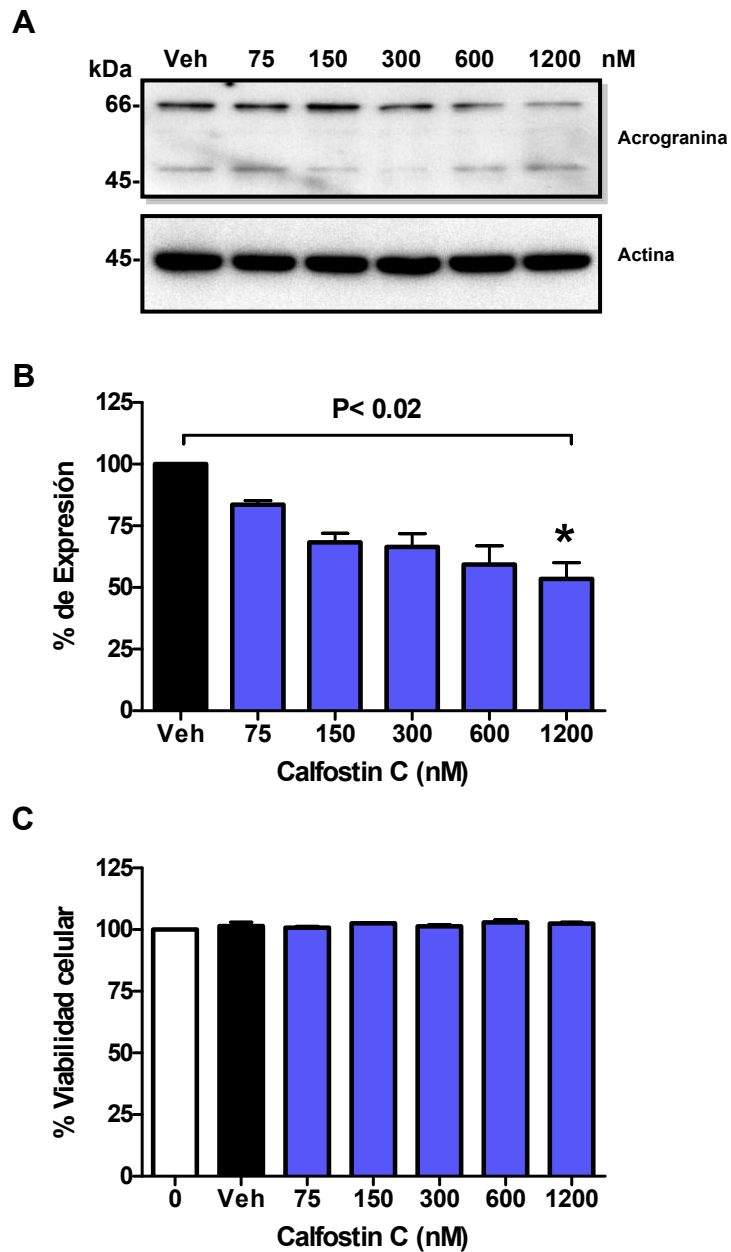 A
kDa
Veh 75 150 300 600 1200 nM
66-
45-
Acrogranina
45-
Actina
B
% de Expresión
125
100
75
50
25
0
P< 0.02
*
Veh 75 150 300 600 1200
Calfostin C (nM)
C
% Viabilidad celular
125
100
75
50
25
0
0 Veh 75 150 300 600 1200
Calfostin C (nM)